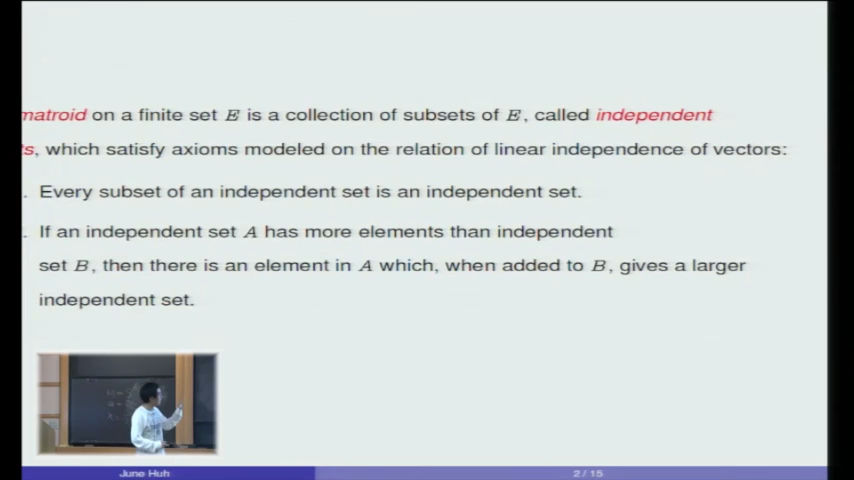 matroid on a finite set E is a collection of subsets of E, called independent
s, which satisfy axioms modeled on the relation of linear independence of vectors:
. Every subset of an independent set is an independent set.
. If an independent set A has more elements than independent
set B, then there is an element in A which, when added to B, gives a larger
independent set.
June Huh
2 / 15